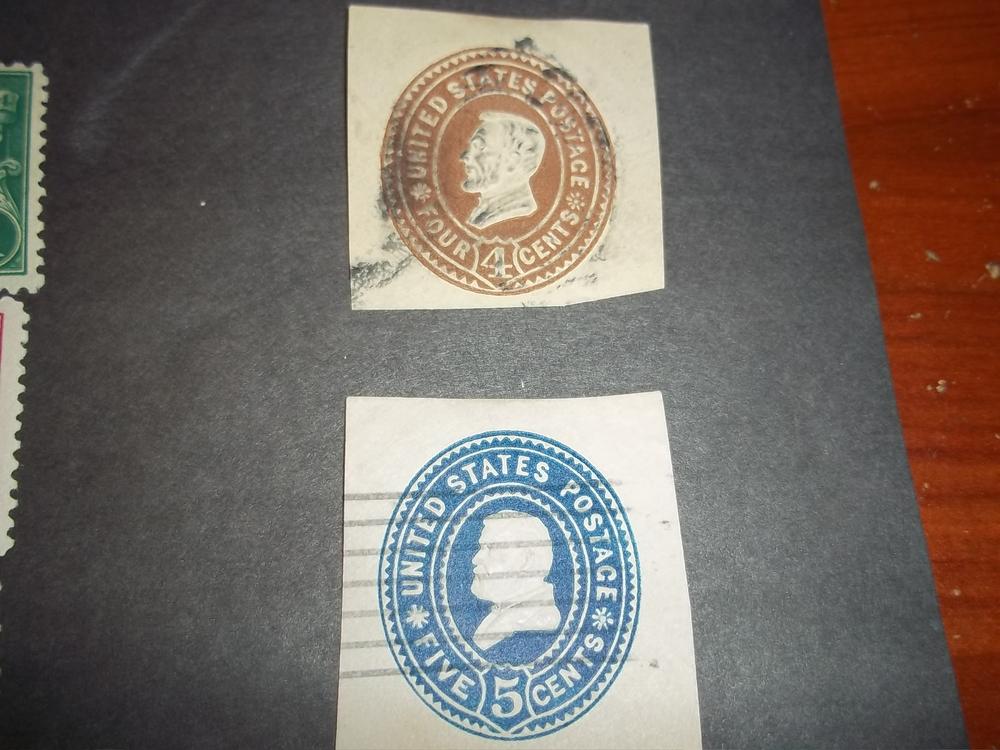 UNITED STATES POSTAGE
FOUR 4 CENTS
UNITED STATES POSTAGE
FIVE 5 CENTS